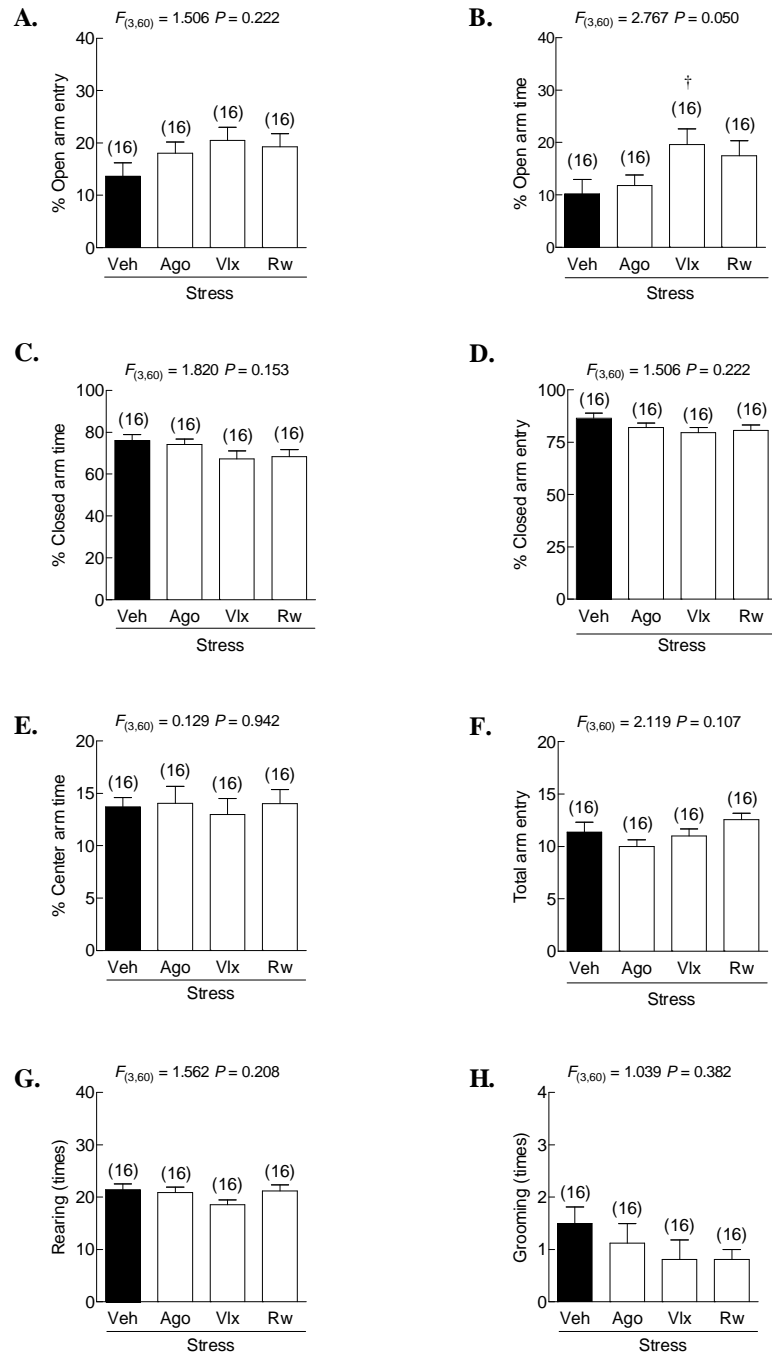 A.
F(3,60) = 1.506 P = 0.222
% Open arm entry
40
30
20
10
0
(16) (16) (16) (16)
Veh Ago Vlx Rw
Stress
B.
F(3,60) = 2.767 P = 0.050
% Open arm time
40
30
20
10
0
†
(16) (16) (16) (16)
Veh Ago Vlx Rw
Stress
C.
F(3,60) = 1.820 P = 0.153
% Closed arm time
100
80
60
40
20
0
(16) (16) (16) (16)
Veh Ago Vlx Rw
Stress
D.
F(3,60) = 1.506 P = 0.222
% Closed arm entry
100
75
50
25
0
(16) (16) (16) (16)
Veh Ago Vlx Rw
Stress
E.
F(3,60) = 0.129 P = 0.942
% Center arm time
20
15
10
5
0
(16) (16) (16) (16)
Veh Ago Vlx Rw
Stress
F.
F(3,60) = 2.119 P = 0.107
Total arm entry
20
15
10
5
0
(16) (16) (16) (16)
Veh Ago Vlx Rw
Stress
G.
F(3,60) = 1.562 P = 0.208
Rearing (times)
40
30
20
10
0
(16) (16) (16) (16)
Veh Ago Vlx Rw
Stress
H.
F(3,60) = 1.039 P = 0.382
Grooming (times)
4
3
2
1
0
(16) (16) (16) (16)
Veh Ago Vlx Rw
Stress